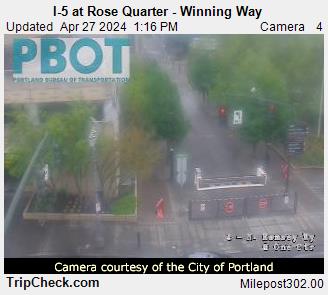 I-5 at Rose Quarter - Winning Way
Updated Apr 27 2024 1:16 PM Camera 4
PBOT
PORTLAND BUREAU OF TRANSPORTATION
Camera courtesy of the City of Portland
TripCheck.com Milepost302.00